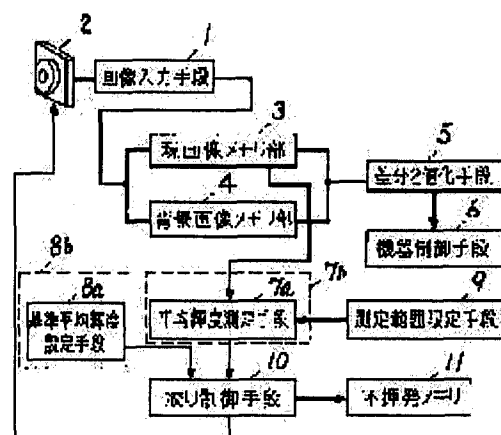 2
1
画像入力手段
3
現画像メモリ部
5
差分2値化手段
4
背景画像メモリ部
6
機器制御手段
8b
8a
基準平均輝度
設定手段
7a
7b
平均輝度測定手段
9
測定範囲設定手段
10
絞り制御手段
11
不揮発メモリ